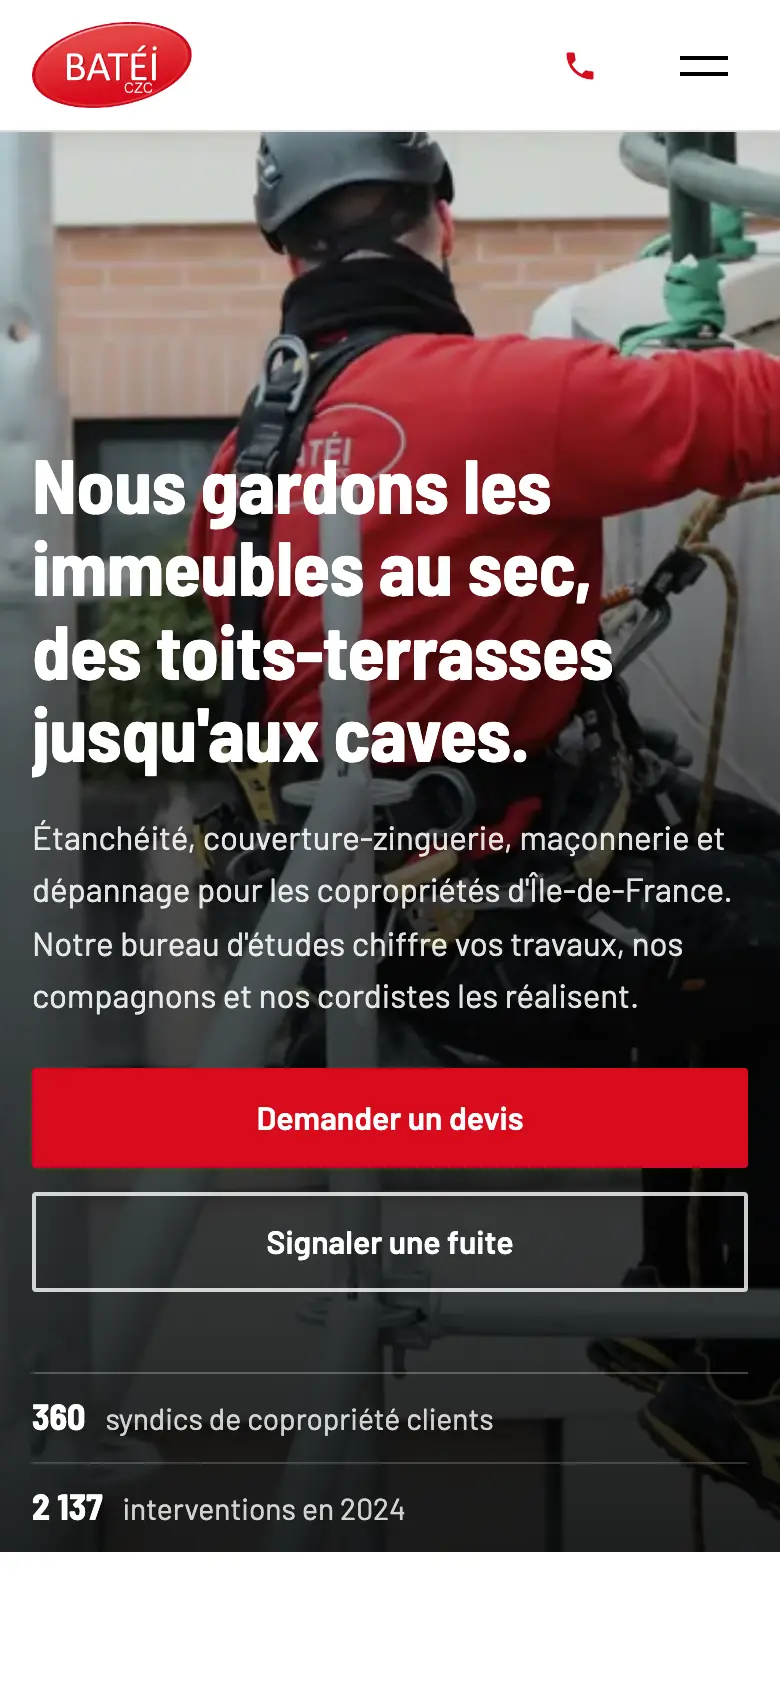 BATÉi
CZC
BATÉI
Nous gardons les
immeubles au sec,
des toits-terrasses
jusqu'aux caves.
Étanchéité, couverture-zinguerie, maçonnerie et
dépannage pour les copropriétés d'Île-de-France.
Notre bureau d'études chiffre vos travaux, nos
compagnons et nos cordistes les réalisent.
Demander un devis
Signaler une fuite
360 syndics de copropriété clients
2 137 interventions en 2024